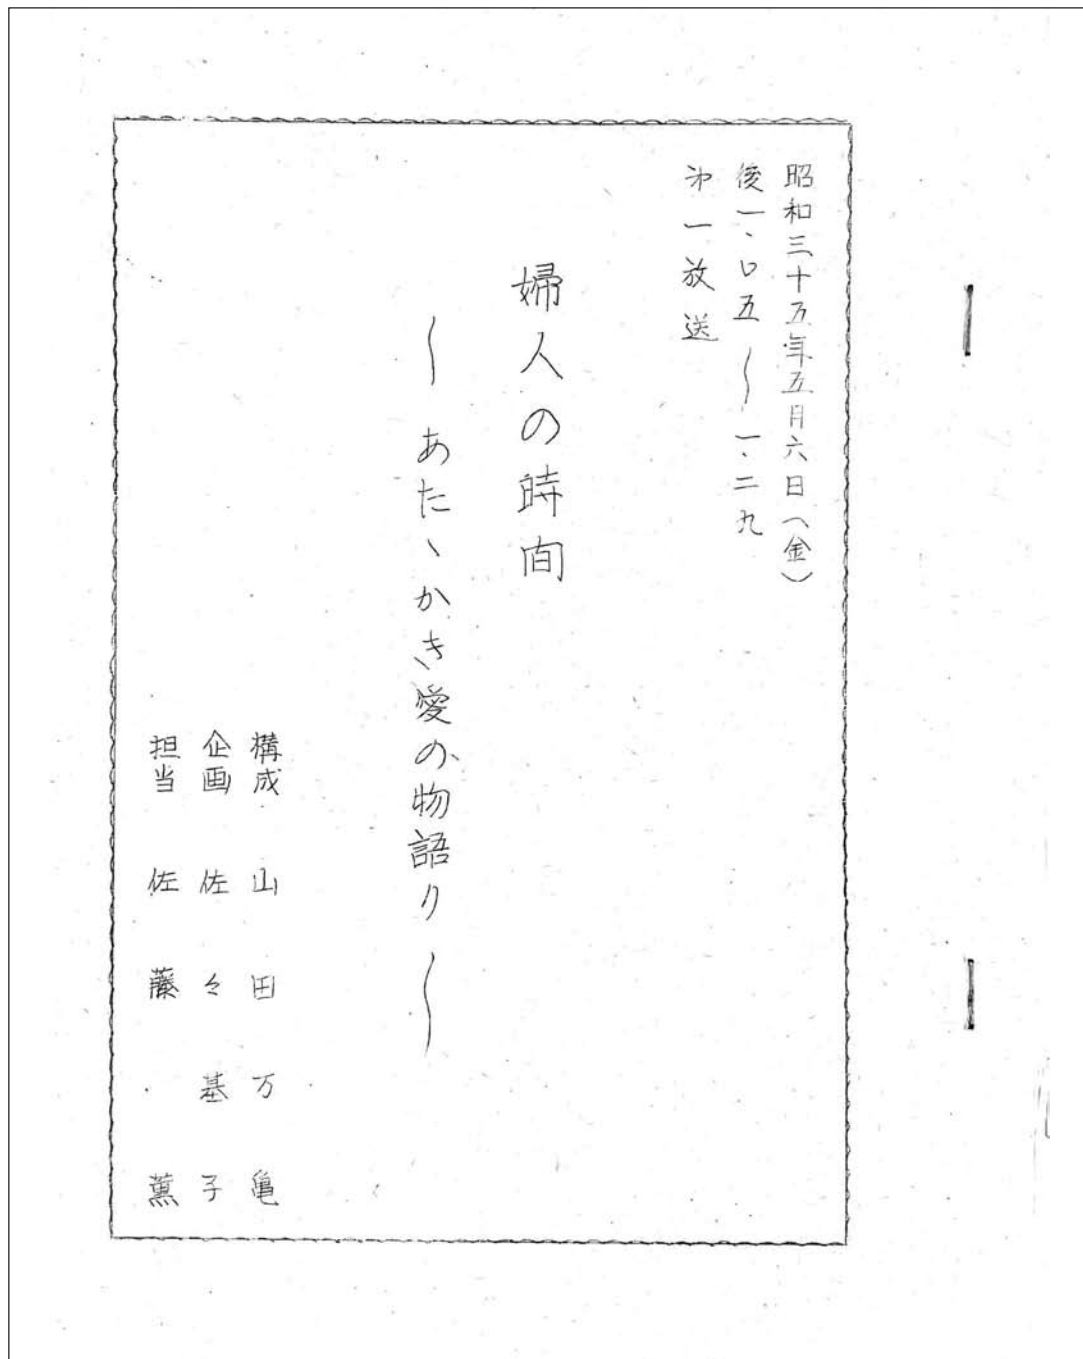 昭和三十五年五月六日(金)
後一、〇五〜一、二九
才一放送
婦人の時間
〜あたゝかき愛の物語り〜
構成 山田万亀
企画 佐々基子
担当 佐藤薫